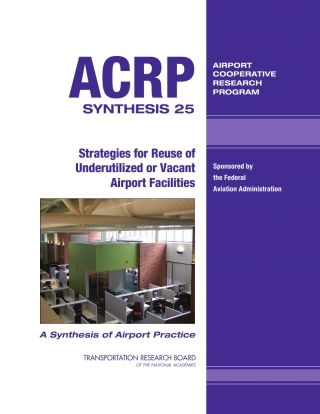 ACRP
SYNTHESIS 25
AIRPORT
COOPERATIVE
RESEARCH
PROGRAM
Strategies for Reuse of
Underutilized or Vacant
Airport Facilities
Sponsored by
the Federal
Aviation Administration
A Synthesis of Airport Practice
TRANSPORTATION RESEARCH BOARD
OF THE NATIONAL ACADEMIES